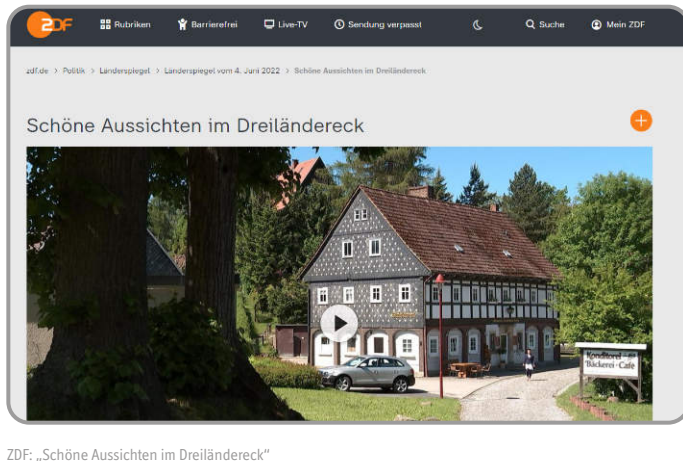 ZDF
Rubriken Barrierefrei Live-TV Sendung verpasst Suche Mein ZDF
zdf.de > Politik > Länderspiegel > Länderspiegel vom 4. Juni 2022 > Schöne Aussichten im Dreiländereck
Schöne Aussichten im Dreiländereck
Konditorei
Bäckerei · Café
ZDF: „Schöne Aussichten im Dreiländereck“